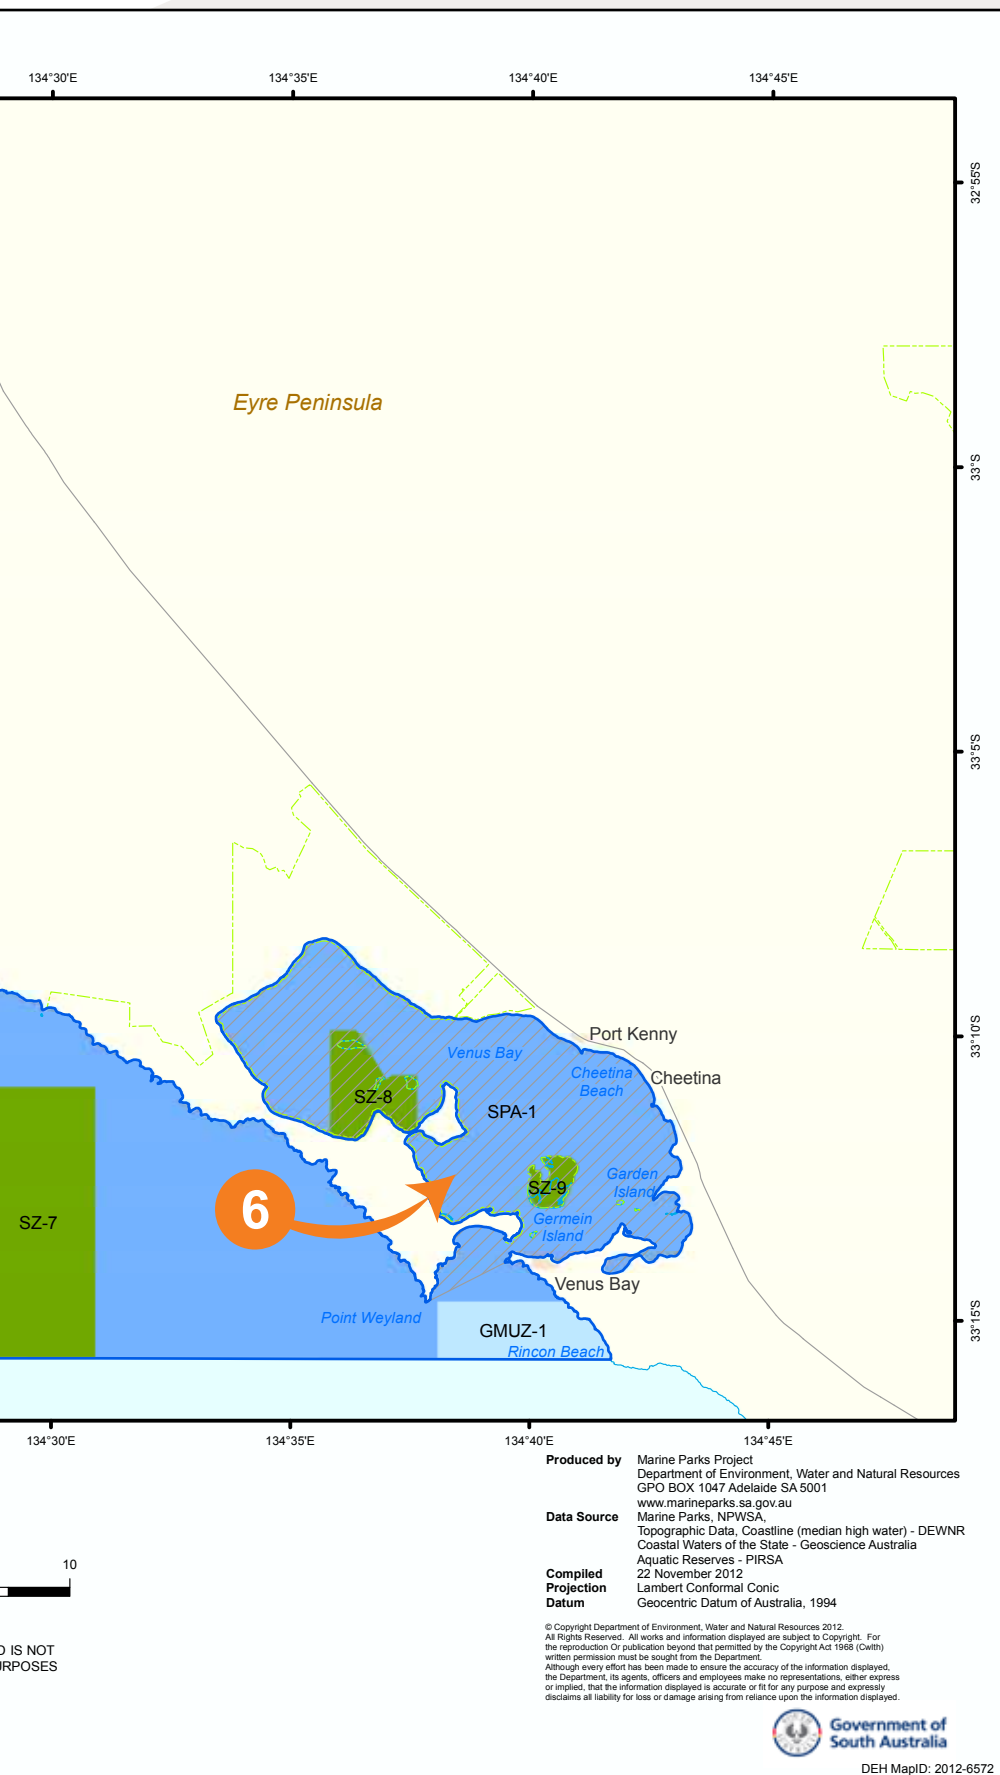 134°30'E
134°35'E
134°40'E
134°45'E
32°55'S
Eyre Peninsula
33°S
33°5'S
Port Kenny
33°10'S
Venus Bay
Cheetina
Beach
Cheetina
SZ-8
SPA-1
Garden
Island
SZ-9
6
SZ-7
Germein
Island
Venus Bay
Point Weyland
GMUZ-1
33°15'S
Rincon Beach
134°30'E
134°35'E
134°40'E
134°45'E
Produced by Marine Parks Project
Department of Environment, Water and Natural Resources
GPO BOX 1047 Adelaide SA 5001
www.marineparks.sa.gov.au
Data Source Marine Parks, NPWSA,
Topographic Data, Coastline (median high water) - DEWNR
Coastal Waters of the State - Geoscience Australia
Aquatic Reserves - PIRSA
Compiled 22 November 2012
Projection Lambert Conformal Conic
Datum Geocentric Datum of Australia, 1994
10
D IS NOT
URPOSES
© Copyright Department of Environment, Water and Natural Resources 2012.
All Rights Reserved. All works and information displayed are subject to Copyright. For
the reproduction Or publication beyond that permitted by the Copyright Act 1968 (Cwlth)
written permission must be sought from the Department.
Although every effort has been made to ensure the accuracy of the information displayed,
the Department, its agents, officers and employees make no representations, either express
or implied, that the information displayed is accurate or fit for any purpose and expressly
disclaims all liability for loss or damage arising from reliance upon the information displayed.
Government of
South Australia
DEH MapID: 2012-6572